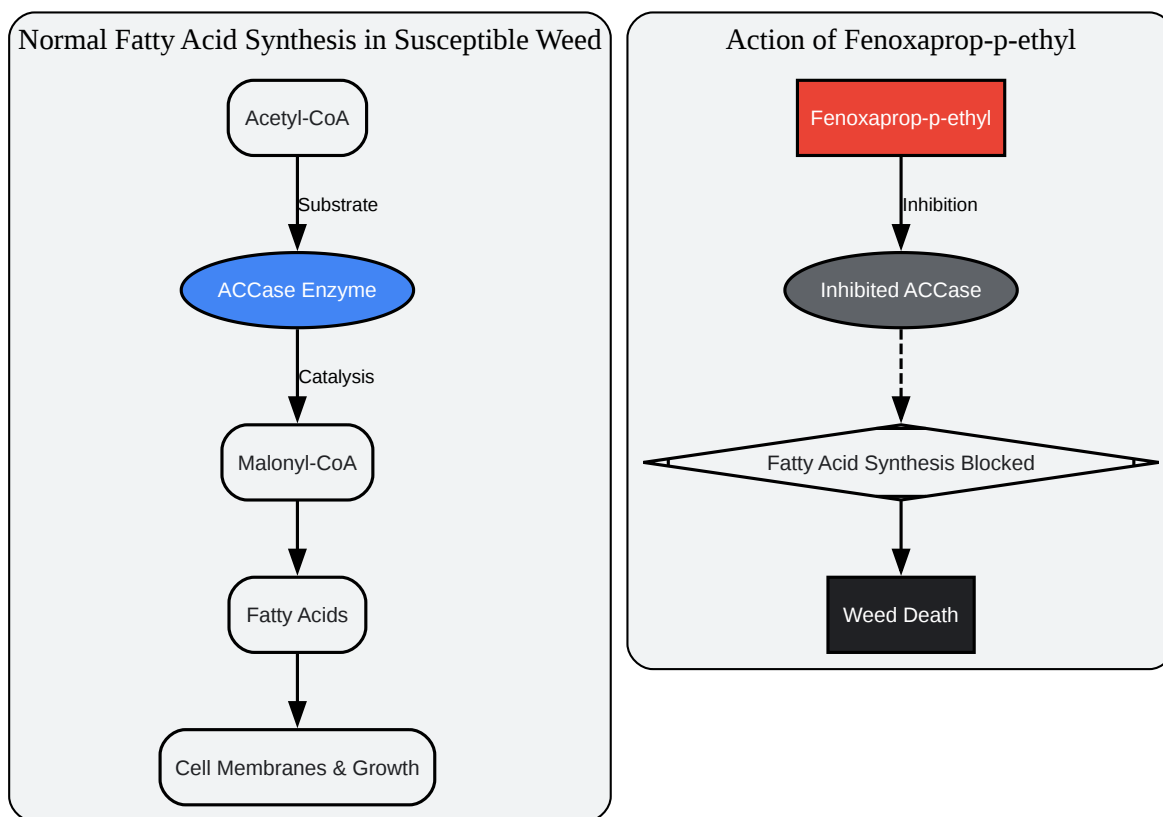 Normal Fatty Acid Synthesis in Susceptible Weed
Acetyl-CoA
Substrate
ACCase Enzyme
Catalysis
Malonyl-CoA
Fatty Acids
Cell Membranes & Growth
Action of Fenoxaprop-p-ethyl
Fenoxaprop-p-ethyl
Inhibition
Inhibited ACCase
Fatty Acid Synthesis Blocked
Weed Death